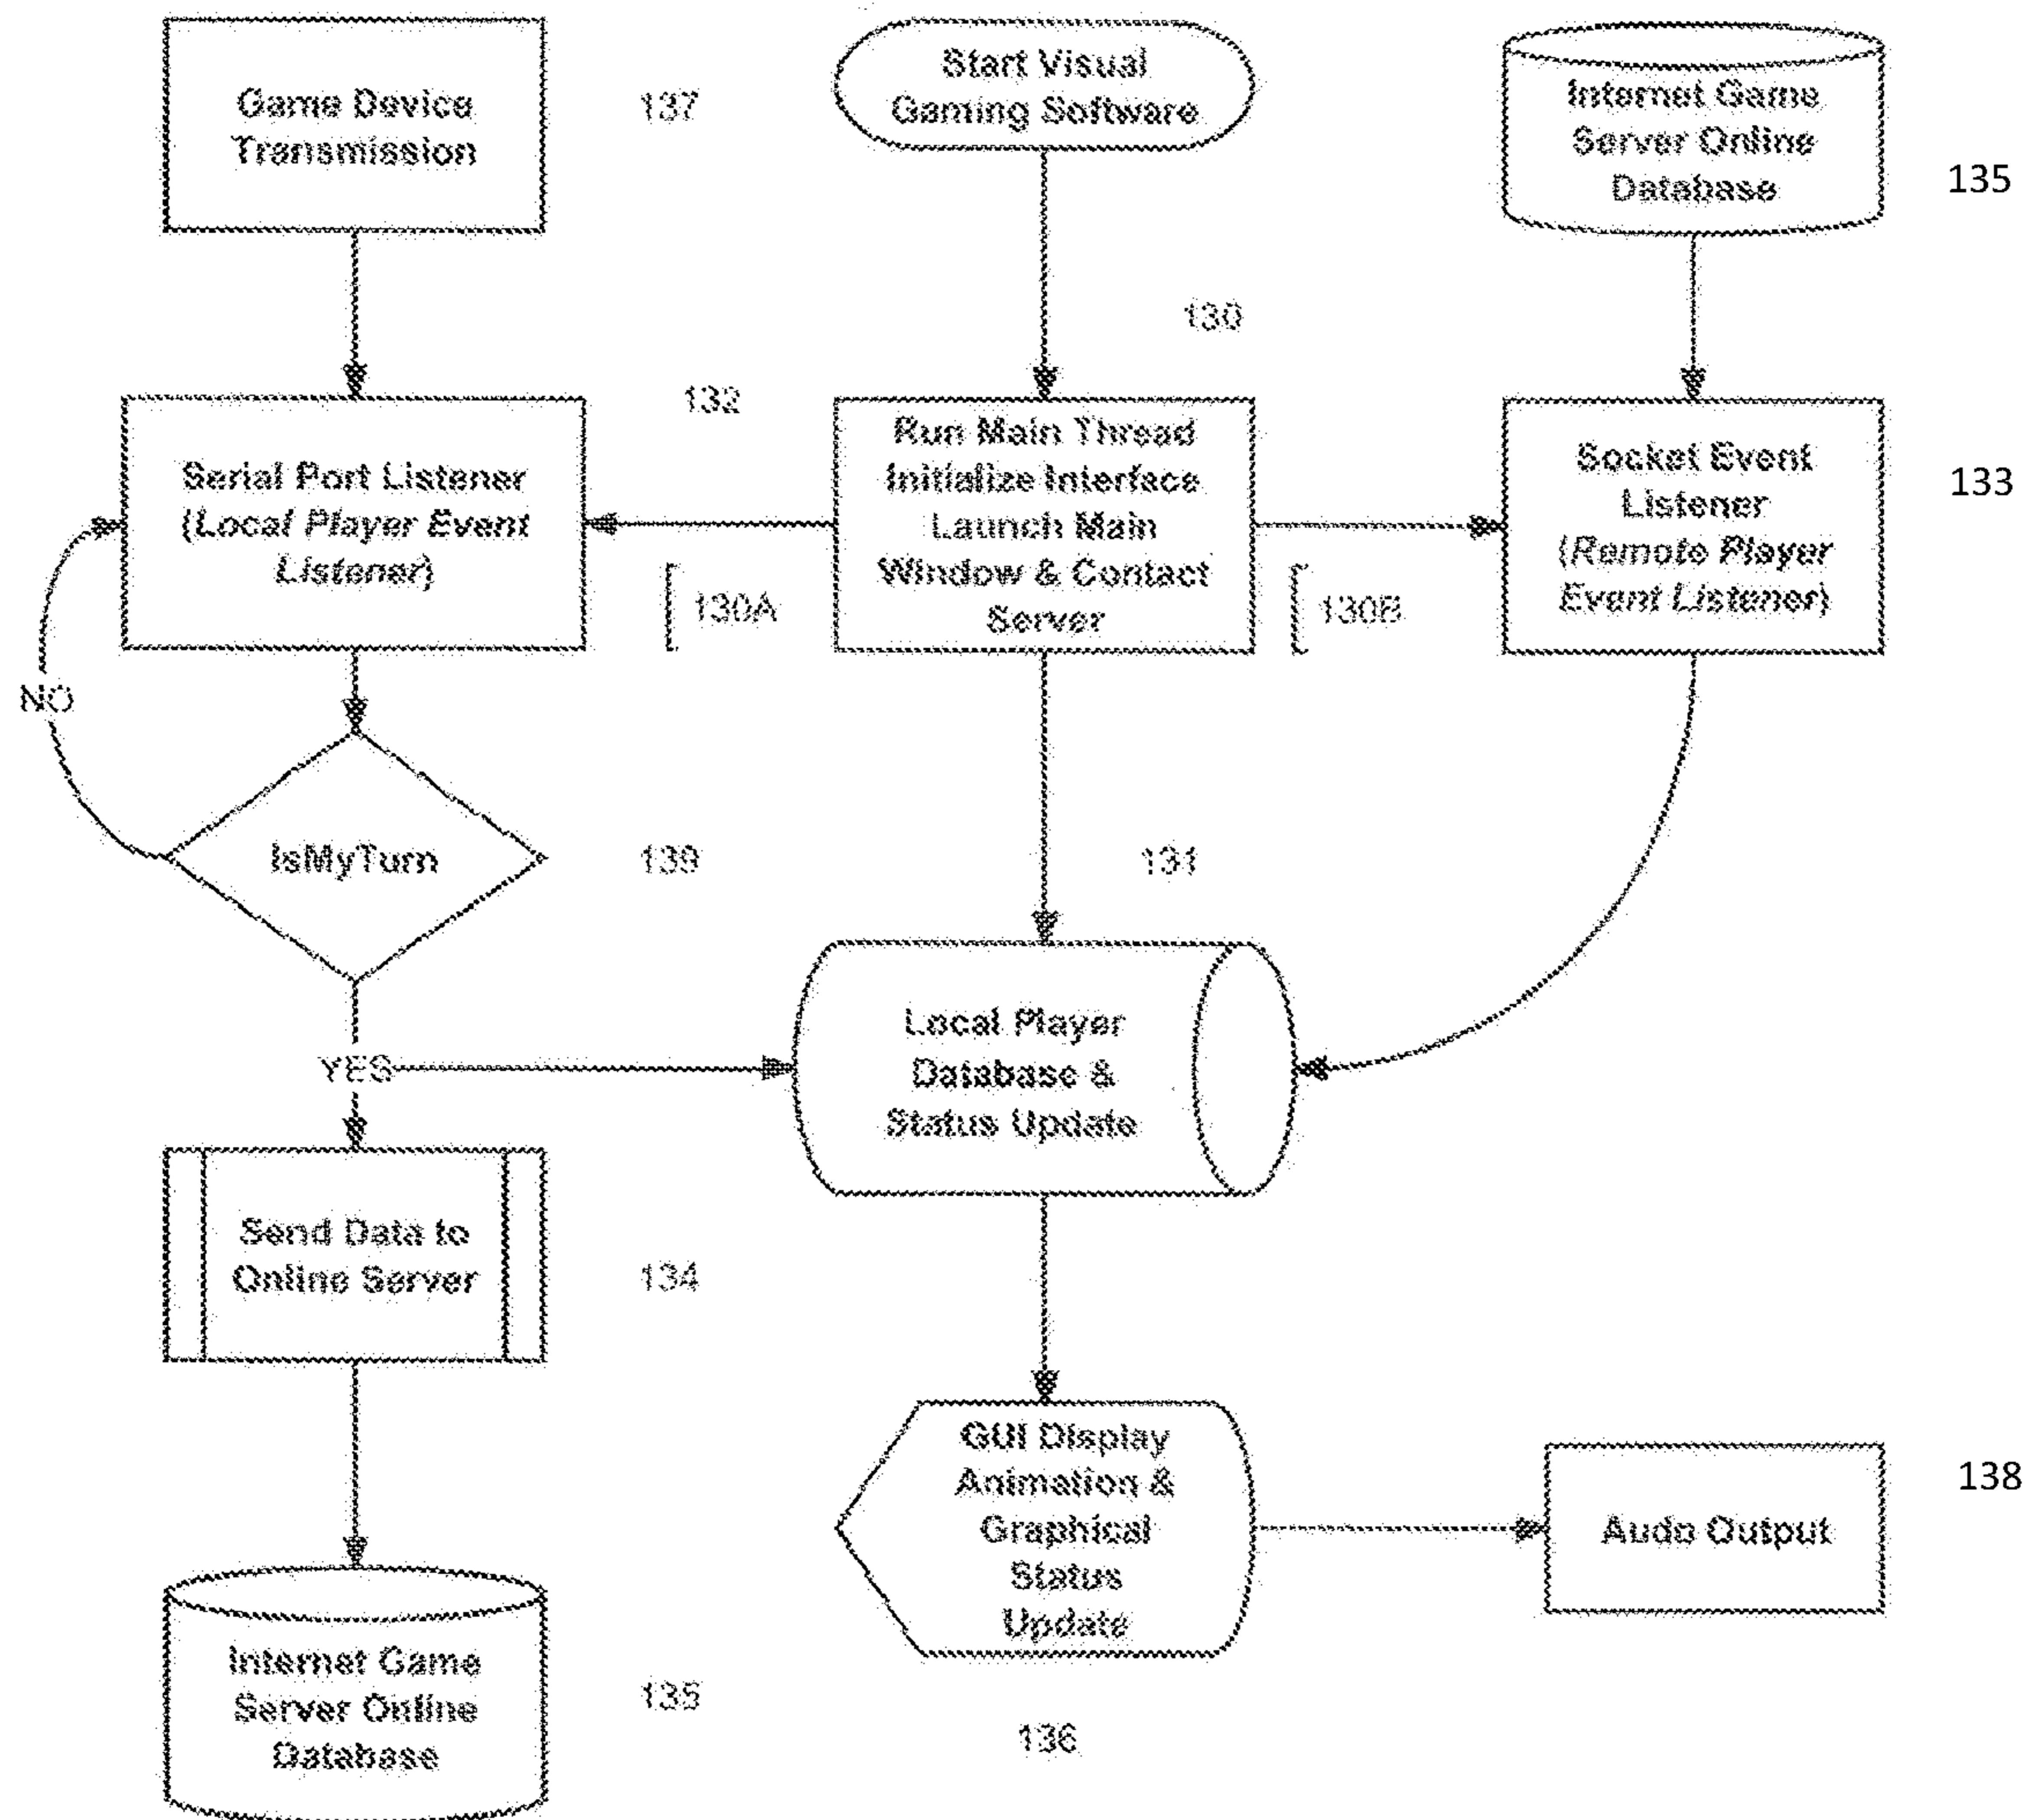 Game Device
Transmission
137
Start Visual
Gaming Software
Internet Game
Server Online
Database
135
130
132
Serial Port Listener
(Local Player Event
Listener)
Run Main Thread
Initialize Interface
Launch Main
Window & Contact
Server
Socket Event
Listener
(Remote Player
Event Listener)
133
130A
130B
NO
IsMyTurn
139
131
YES
Local Player
Database &
Status Update
Send Data to
Online Server
134
GUI Display
Animation &
Graphical
Status
Update
Audo Output
138
Internet Game
Server Online
Database
135
136